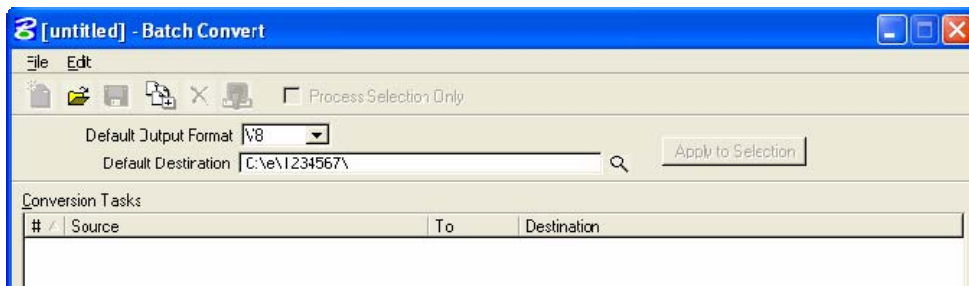 [untitled] - Batch Convert
File Edit
Process Selection Only
Default Output Format V8
Default Destination C:\e\1234567\
Apply to Selection
Conversion Tasks
# Source To Destination